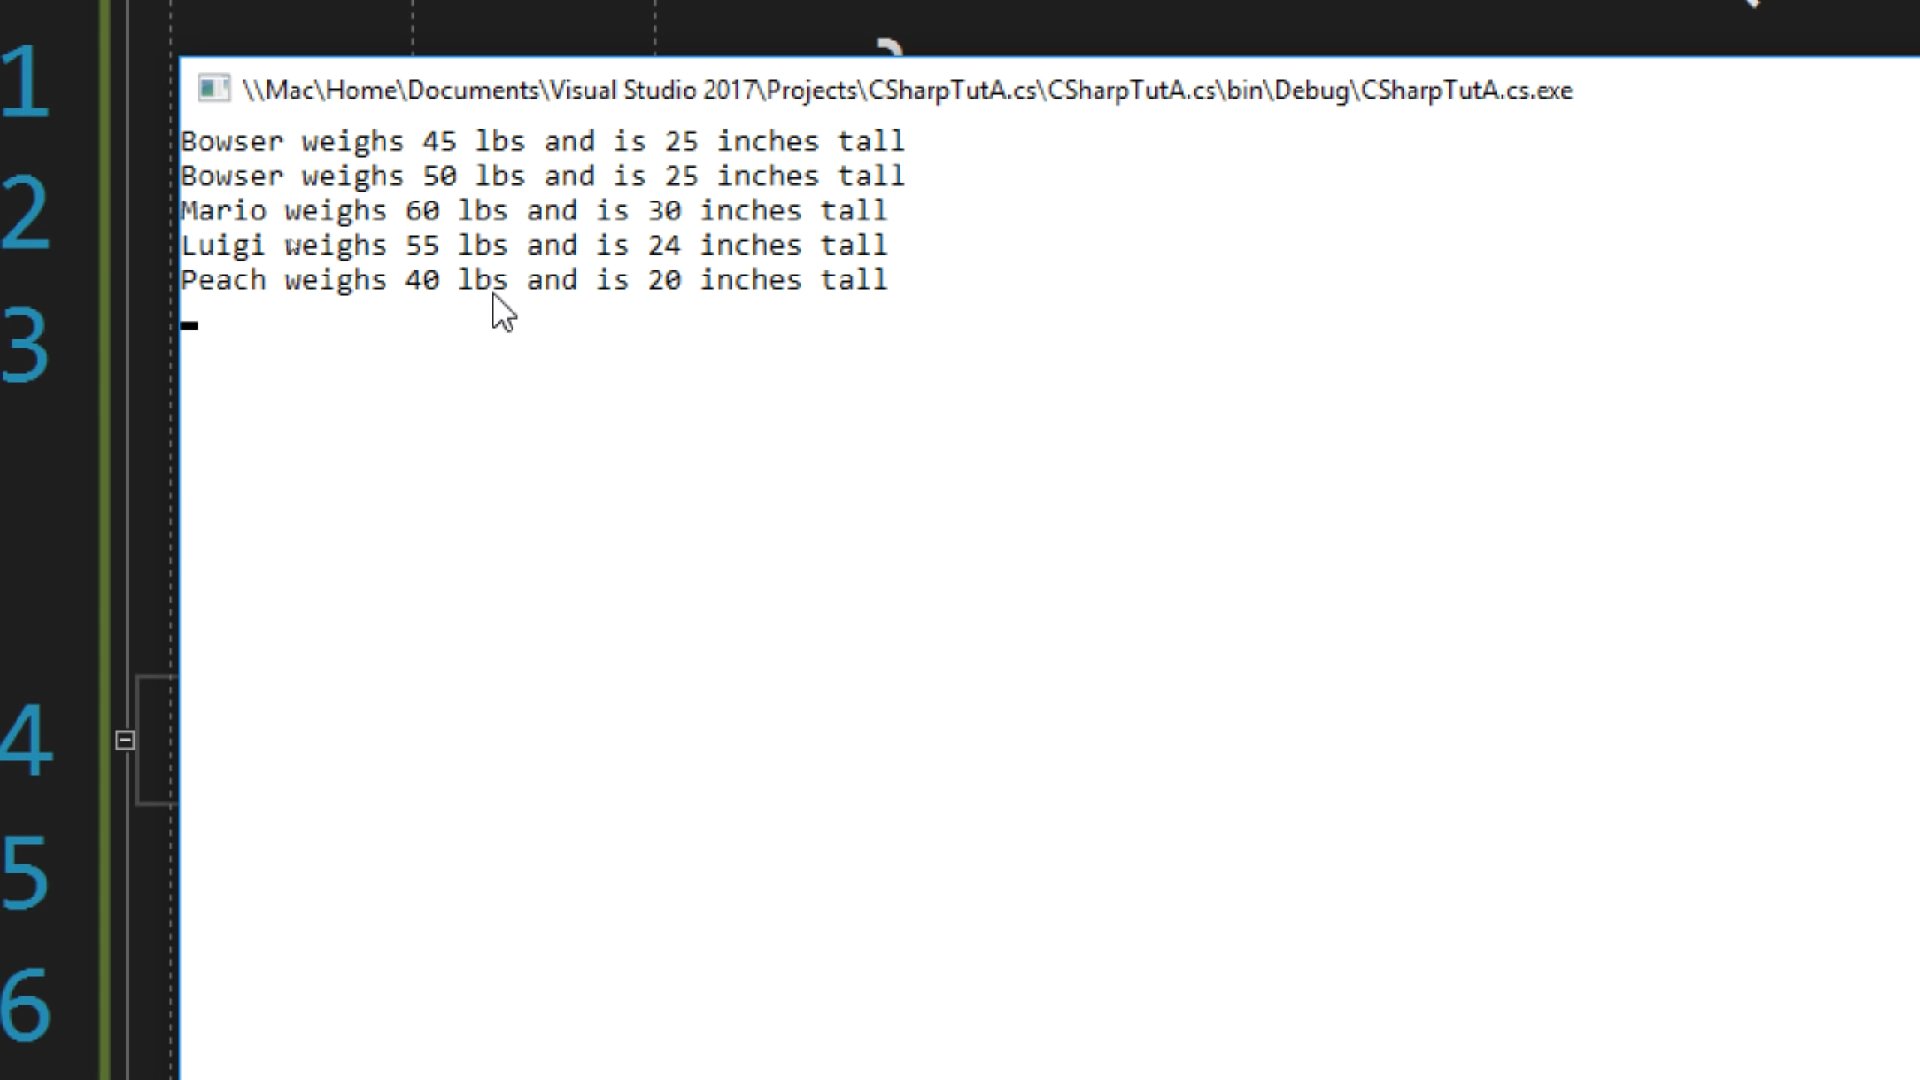 \\Mac\Home\Documents\Visual Studio 2017\Projects\CSharpTutA.cs\CSharpTutA.cs\bin\Debug\CSharpTutA.cs.exe
1
Bowser weighs 45 lbs and is 25 inches tall
Bowser weighs 50 lbs and is 25 inches tall
2
Mario weighs 60 lbs and is 30 inches tall
Luigi weighs 55 lbs and is 24 inches tall
Peach weighs 40 lbs and is 20 inches tall
3
4
5
6